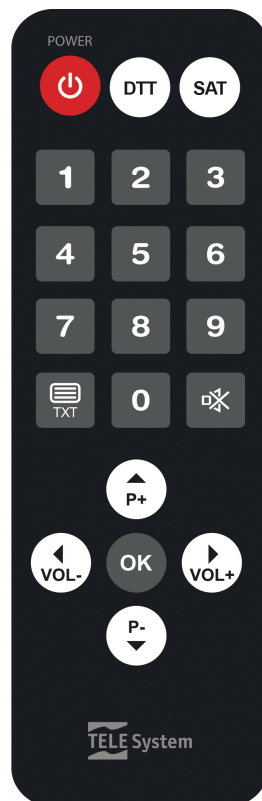 POWER
DTT SAT
1 2 3
4 5 6
7 8 9
TXT 0
P+
VOL- OK VOL+
P-
TELE System